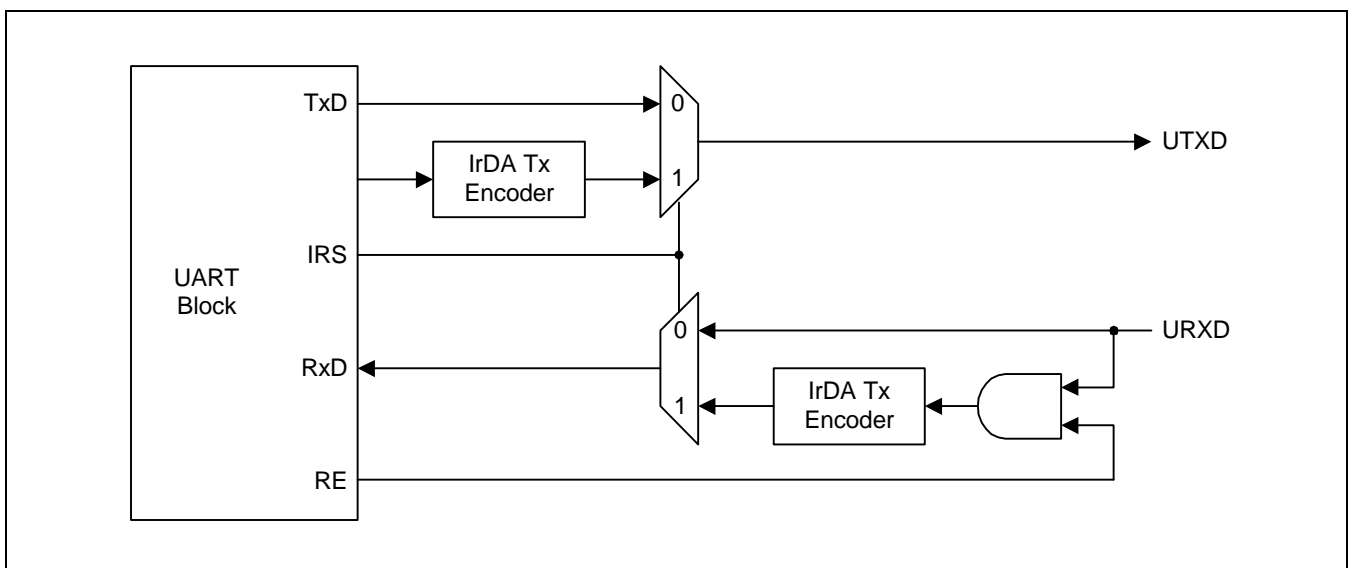 TxD
0
UTXD
IrDA Tx
Encoder
1
IRS
UART
Block
0
URXD
RxD
IrDA Tx
Encoder
1
RE